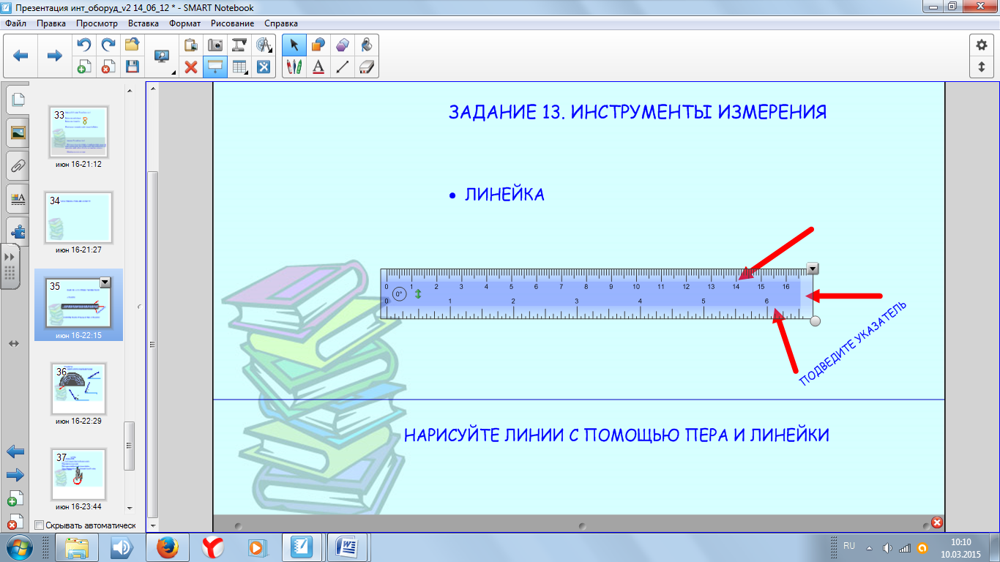 Презентация инт_оборуд_v2 14_06_12 * - SMART Notebook
Файл Правка Просмотр Вставка Формат Рисование Справка
33
июн 16-21:12
34
июн 16-21:27
35
июн 16-22:15
36
июн 16-22:29
37
июн 16-23:44
Скрывать автоматическ
ЗАДАНИЕ 13. ИНСТРУМЕНТЫ ИЗМЕРЕНИЯ
• ЛИНЕЙКА
0 1 2 3 4 5 6 7 8 9 10 11 12 13 14 15 16
0°
0 1 2 3 4 5 6
ПОДВЕДИТЕ УКАЗАТЕЛЬ
НАРИСУЙТЕ ЛИНИИ С ПОМОЩЬЮ ПЕРА И ЛИНЕЙКИ
RU
10:10
10.03.2015